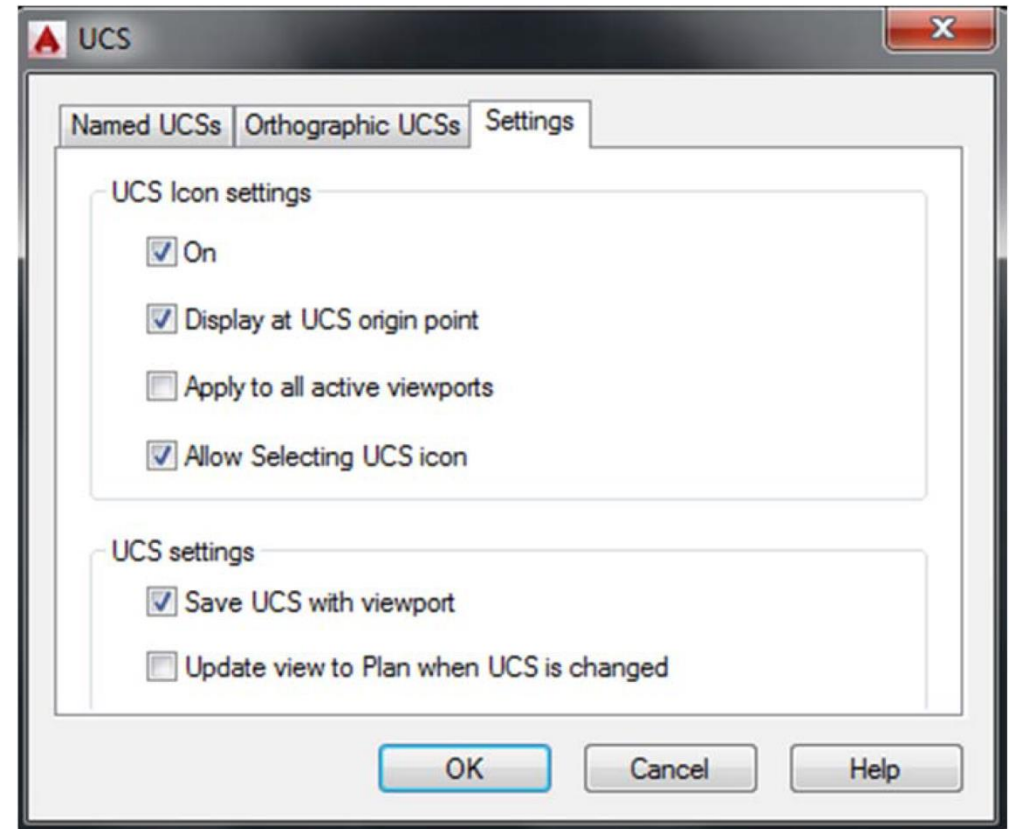 UCS
Named UCSs Orthographic UCSs Settings
UCS Icon settings
On
Display at UCS origin point
Apply to all active viewports
Allow Selecting UCS icon
UCS settings
Save UCS with viewport
Update view to Plan when UCS is changed
OK Cancel Help